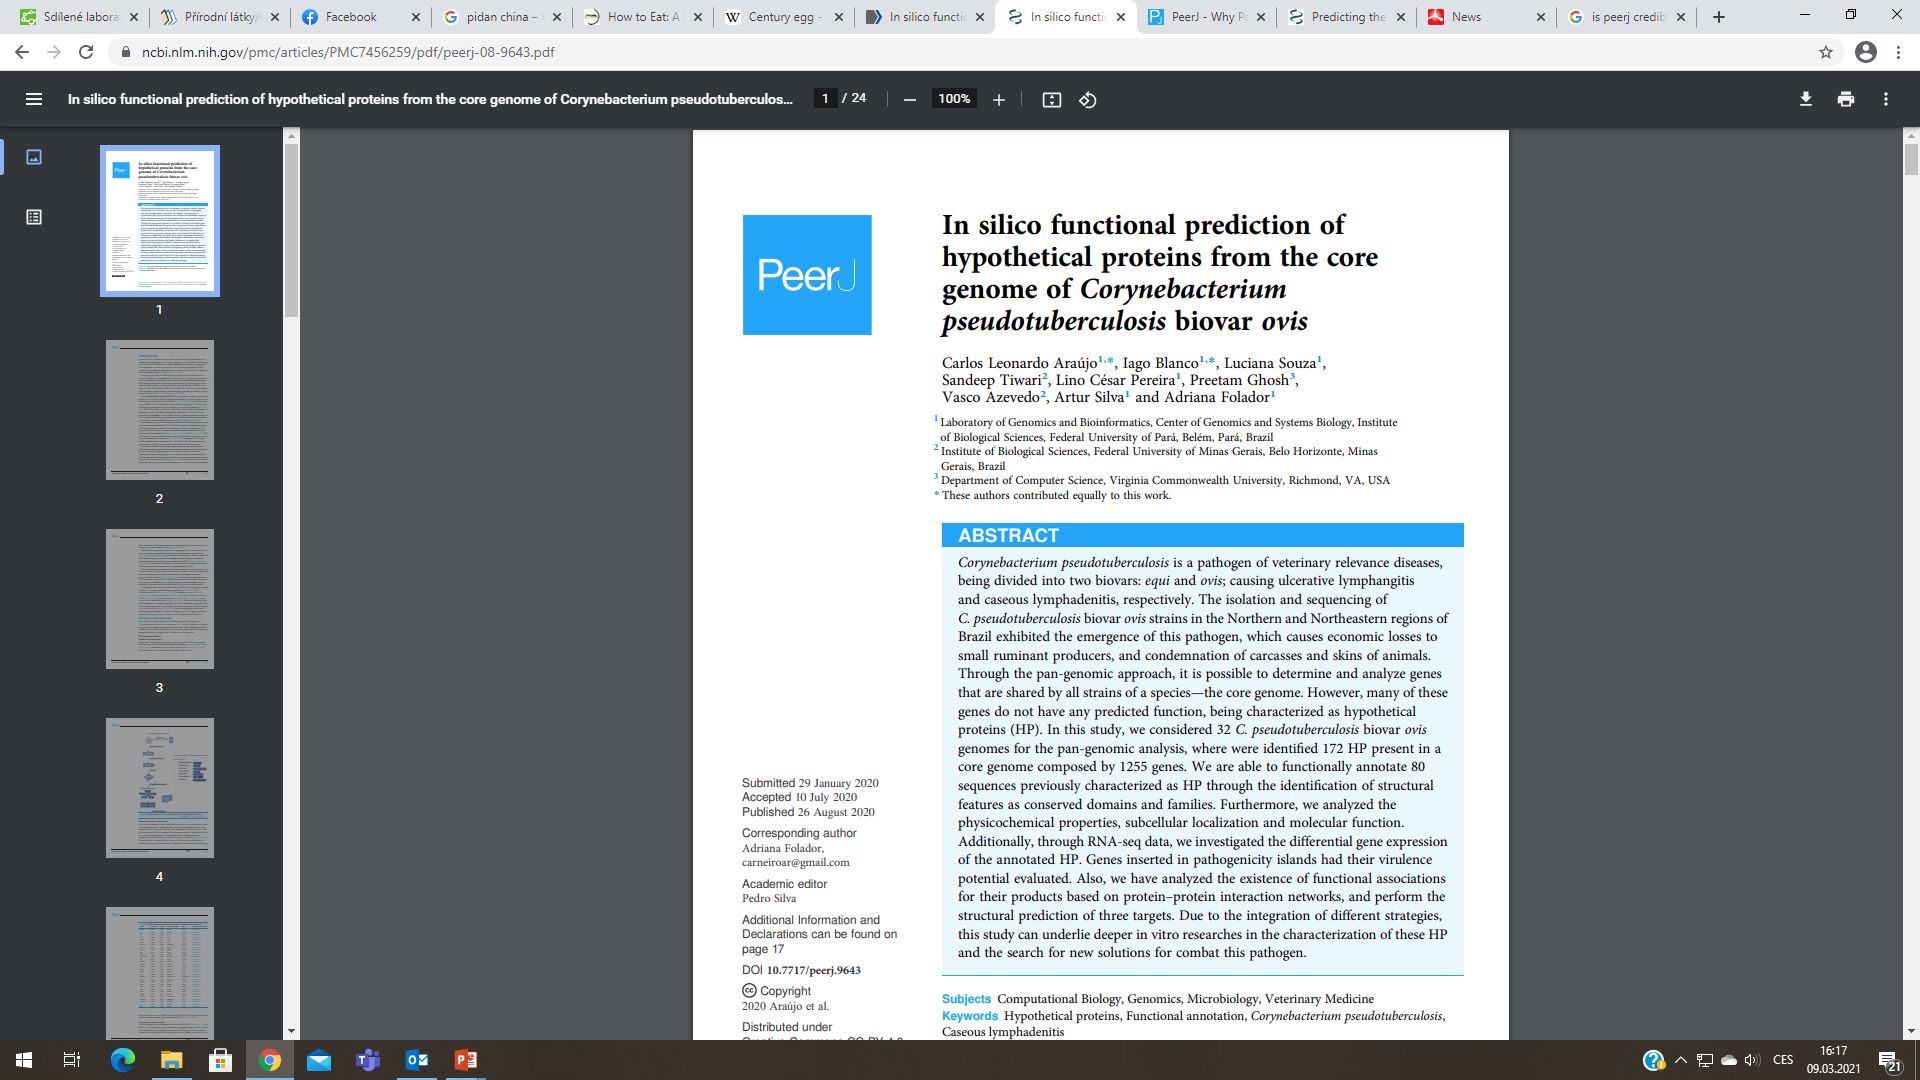 Sdílené labora
Přírodní látky/
Facebook
pidan china –
How to Eat: A
Century egg -
In silico functio
In silico functio
PeerJ - Why P
Predicting the
News
is peerj credib
ncbi.nlm.nih.gov/pmc/articles/PMC7456259/pdf/peerj-08-9643.pdf
In silico functional prediction of hypothetical proteins from the core genome of Corynebacterium pseudotuberculos...
1 / 24
100%
1
2
3
4
PeerJ
In silico functional prediction of
hypothetical proteins from the core
genome of Corynebacterium
pseudotuberculosis biovar ovis
Carlos Leonardo Araújo1,*, Iago Blanco1,*, Luciana Souza1,
Sandeep Tiwari2, Lino César Pereira1, Preetam Ghosh3,
Vasco Azevedo2, Artur Silva1 and Adriana Folador1
1 Laboratory of Genomics and Bioinformatics, Center of Genomics and Systems Biology, Institute
of Biological Sciences, Federal University of Pará, Belém, Pará, Brazil
2 Institute of Biological Sciences, Federal University of Minas Gerais, Belo Horizonte, Minas
Gerais, Brazil
3 Department of Computer Science, Virginia Commonwealth University, Richmond, VA, USA
* These authors contributed equally to this work.
ABSTRACT
Corynebacterium pseudotuberculosis is a pathogen of veterinary relevance diseases,
being divided into two biovars: equi and ovis; causing ulcerative lymphangitis
and caseous lymphadenitis, respectively. The isolation and sequencing of
C. pseudotuberculosis biovar ovis strains in the Northern and Northeastern regions of
Brazil exhibited the emergence of this pathogen, which causes economic losses to
small ruminant producers, and condemnation of carcasses and skins of animals.
Through the pan-genomic approach, it is possible to determine and analyze genes
that are shared by all strains of a species—the core genome. However, many of these
genes do not have any predicted function, being characterized as hypothetical
proteins (HP). In this study, we considered 32 C. pseudotuberculosis biovar ovis
genomes for the pan-genomic analysis, where were identified 172 HP present in a
core genome composed by 1255 genes. We are able to functionally annotate 80
sequences previously characterized as HP through the identification of structural
features as conserved domains and families. Furthermore, we analyzed the
physicochemical properties, subcellular localization and molecular function.
Additionally, through RNA-seq data, we investigated the differential gene expression
of the annotated HP. Genes inserted in pathogenicity islands had their virulence
potential evaluated. Also, we have analyzed the existence of functional associations
for their products based on protein–protein interaction networks, and perform the
structural prediction of three targets. Due to the integration of different strategies,
this study can underlie deeper in vitro researches in the characterization of these HP
and the search for new solutions for combat this pathogen.
Subjects Computational Biology, Genomics, Microbiology, Veterinary Medicine
Keywords Hypothetical proteins, Functional annotation, Corynebacterium pseudotuberculosis,
Caseous lymphadenitis
Submitted 29 January 2020
Accepted 10 July 2020
Published 26 August 2020
Corresponding author
Adriana Folador,
carneiroar@gmail.com
Academic editor
Pedro Silva
Additional Information and
Declarations can be found on
page 17
DOI 10.7717/peerj.9643
Copyright
2020 Araújo et al.
Distributed under
CES
16:17
09.03.2021
21